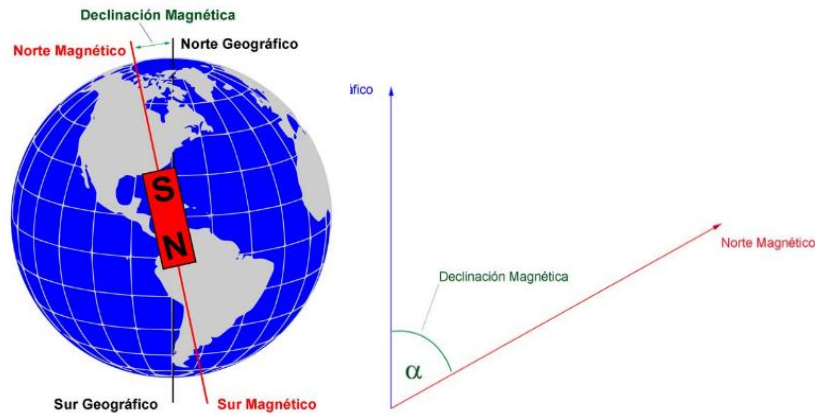 Declinación Magnética
Norte Magnético
Norte Geográfico
S
N
Sur Geográfico
Sur Magnético
áfico
Norte Magnético
Declinación Magnética
α